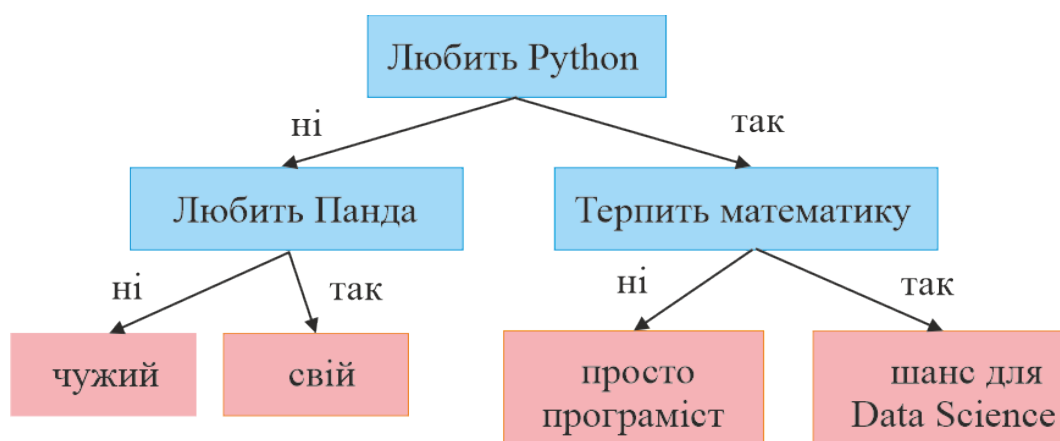 Любить Python
ні
так
Любить Панда
Терпить математику
ні
так
ні
так
чужий
свій
просто
програміст
шанс для
Data Science